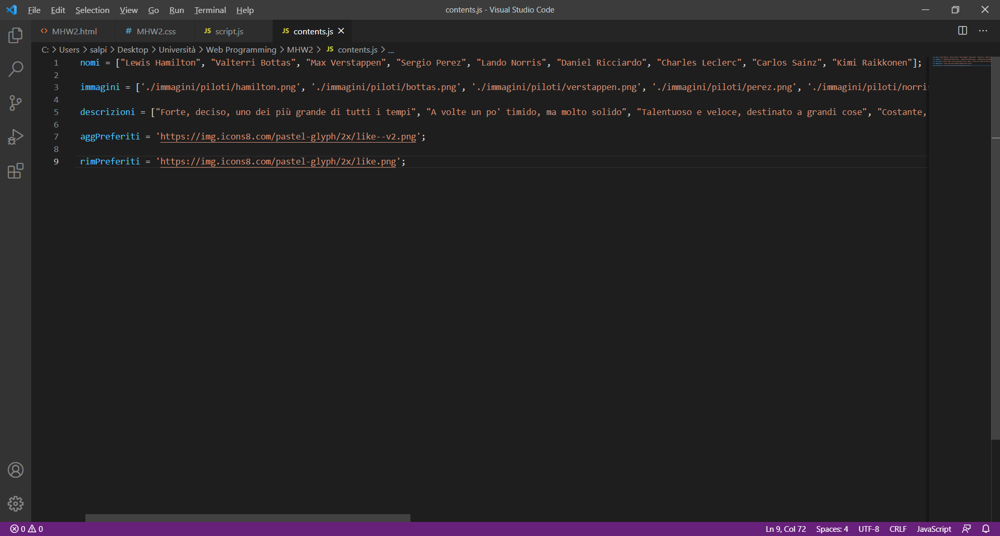 File Edit Selection View Go Run Terminal Help
contents.js - Visual Studio Code
MHW2.html
# MHW2.css
JS script.js
JS contents.js
C: > Users > salpi > Desktop > Università > Web Programming > MHW2 > JS contents.js > ...
1 nomi = ["Lewis Hamilton", "Valterri Bottas", "Max Verstappen", "Sergio Perez", "Lando Norris", "Daniel Ricciardo", "Charles Leclerc", "Carlos Sainz", "Kimi Raikkonen"];
2
3 immagini = ['./immagini/piloti/hamilton.png', './immagini/piloti/bottas.png', './immagini/piloti/verstappen.png', './immagini/piloti/perez.png', './immagini/piloti/norris
4
5 descrizioni = ["Forte, deciso, uno dei più grande di tutti i tempi", "A volte un po' timido, ma molto solido", "Talentuoso e veloce, destinato a grandi cose", "Costante,
6
7 aggPreferiti = 'https://img.icons8.com/pastel-glyph/2x/like--v2.png';
8
9 rimPreferiti = 'https://img.icons8.com/pastel-glyph/2x/like.png';
0 0
Ln 9, Col 72 Spaces: 4 UTF-8 CRLF JavaScript